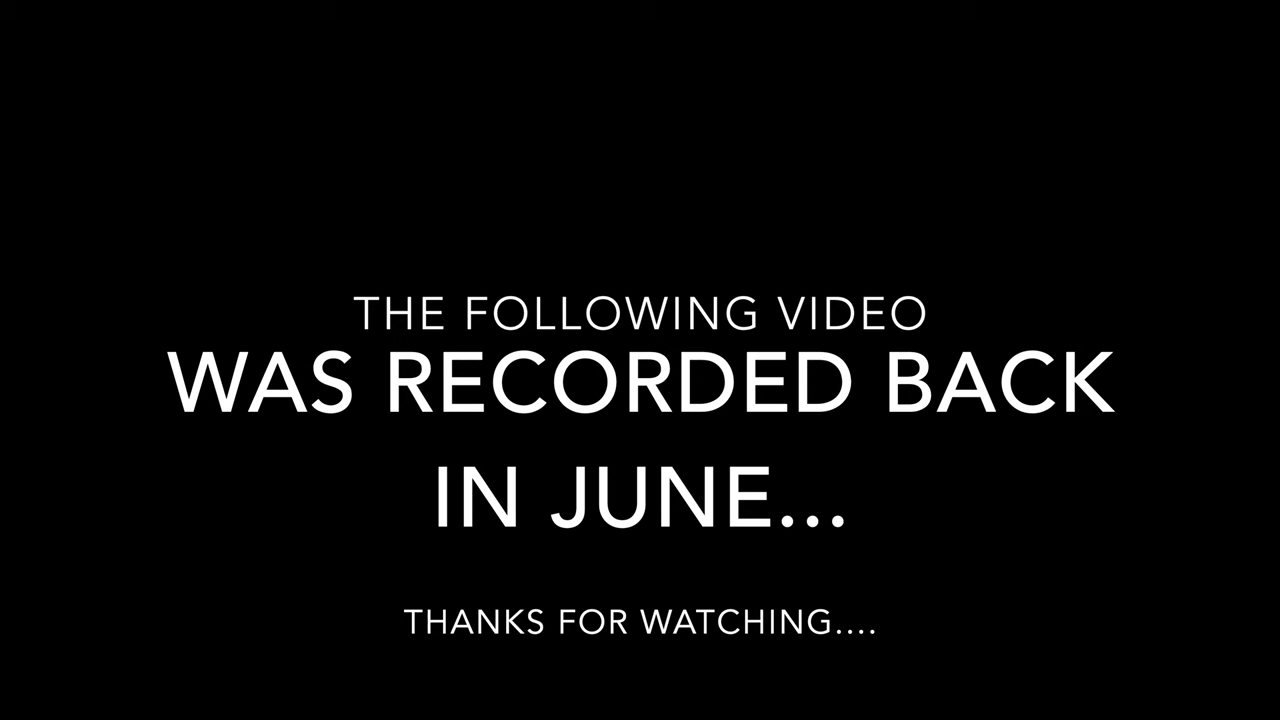 THE FOLLOWING VIDEO
WAS RECORDED BACK
IN JUNE...
THANKS FOR WATCHING....